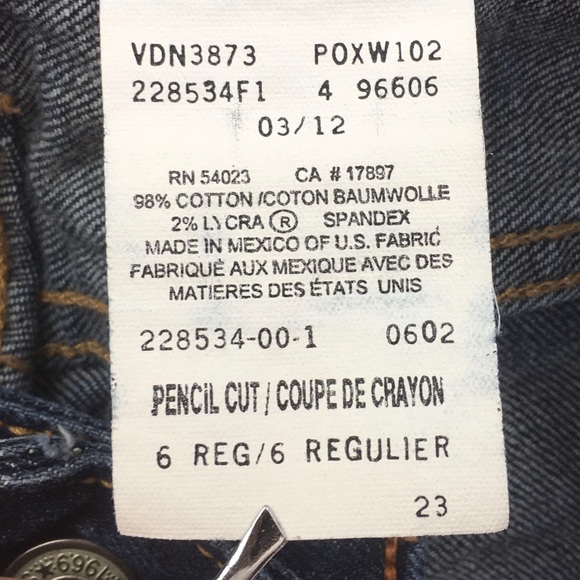 VDN3873 POXW102
228534F1 4 96606
03/12
RN 54023 CA # 17897
98% COTTON /COTON BAUMWOLLE
2% LYCRA ® SPANDEX
MADE IN MEXICO OF U.S. FABRIC
FABRIQUÉ AUX MEXIQUE AVEC DES
MATIERES DES ÉTATS UNIS
228534-00-1 0602
PENCIL CUT / COUPE DE CRAYON
6 REG/6 REGULIER
23
1969